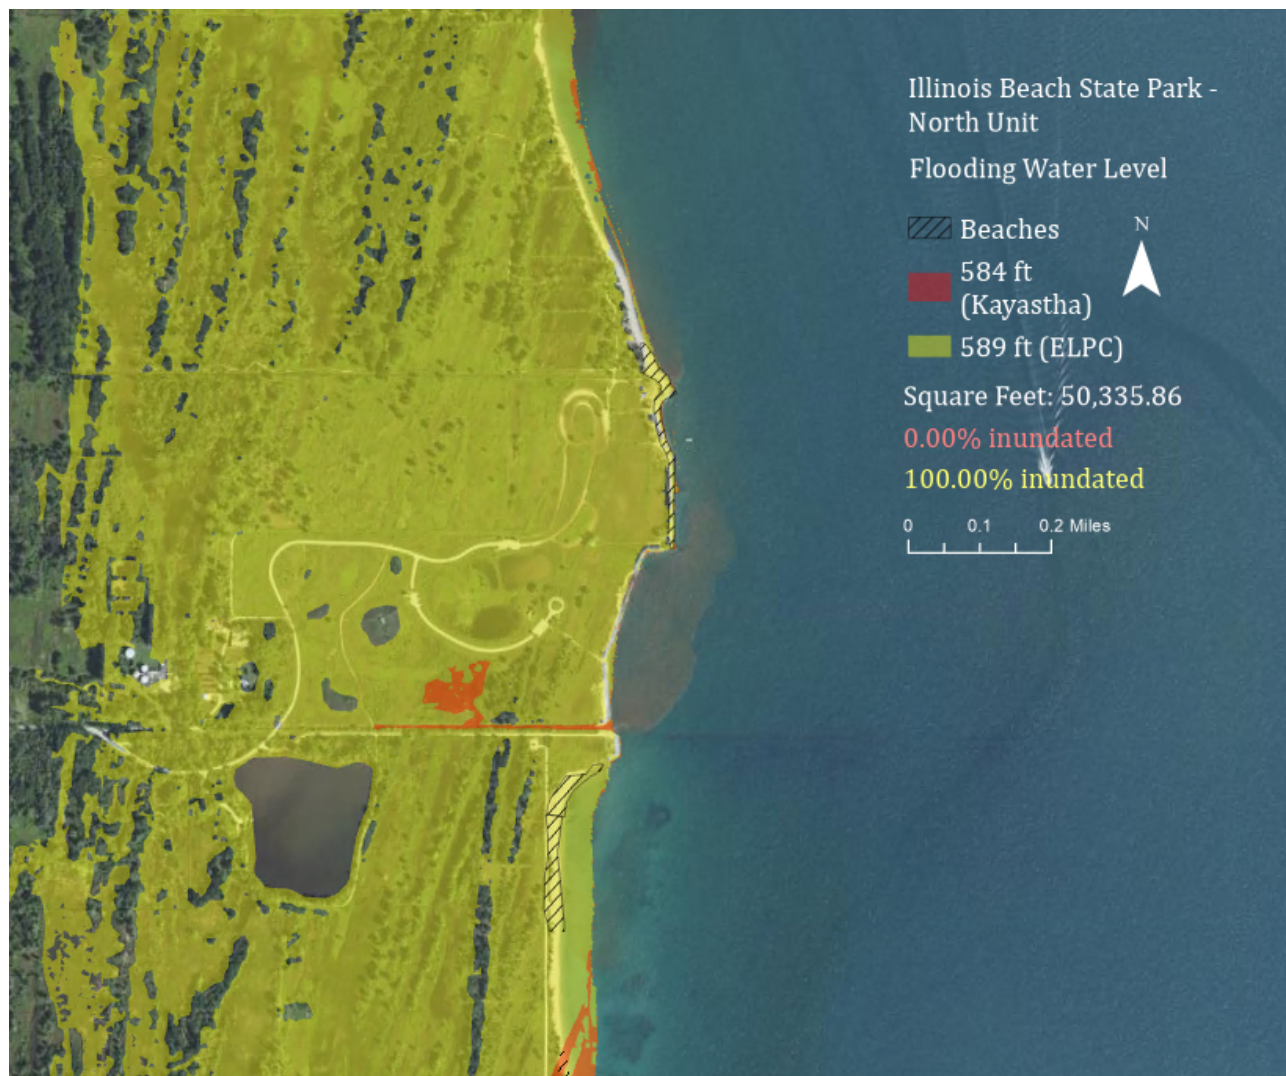 Illinois Beach State Park -
North Unit
Flooding Water Level
N
Beaches
584 ft
(Kayastha)
589 ft (ELPC)
Square Feet: 50,335.86
0.00% inundated
100.00% inundated
0 0.1 0.2 Miles